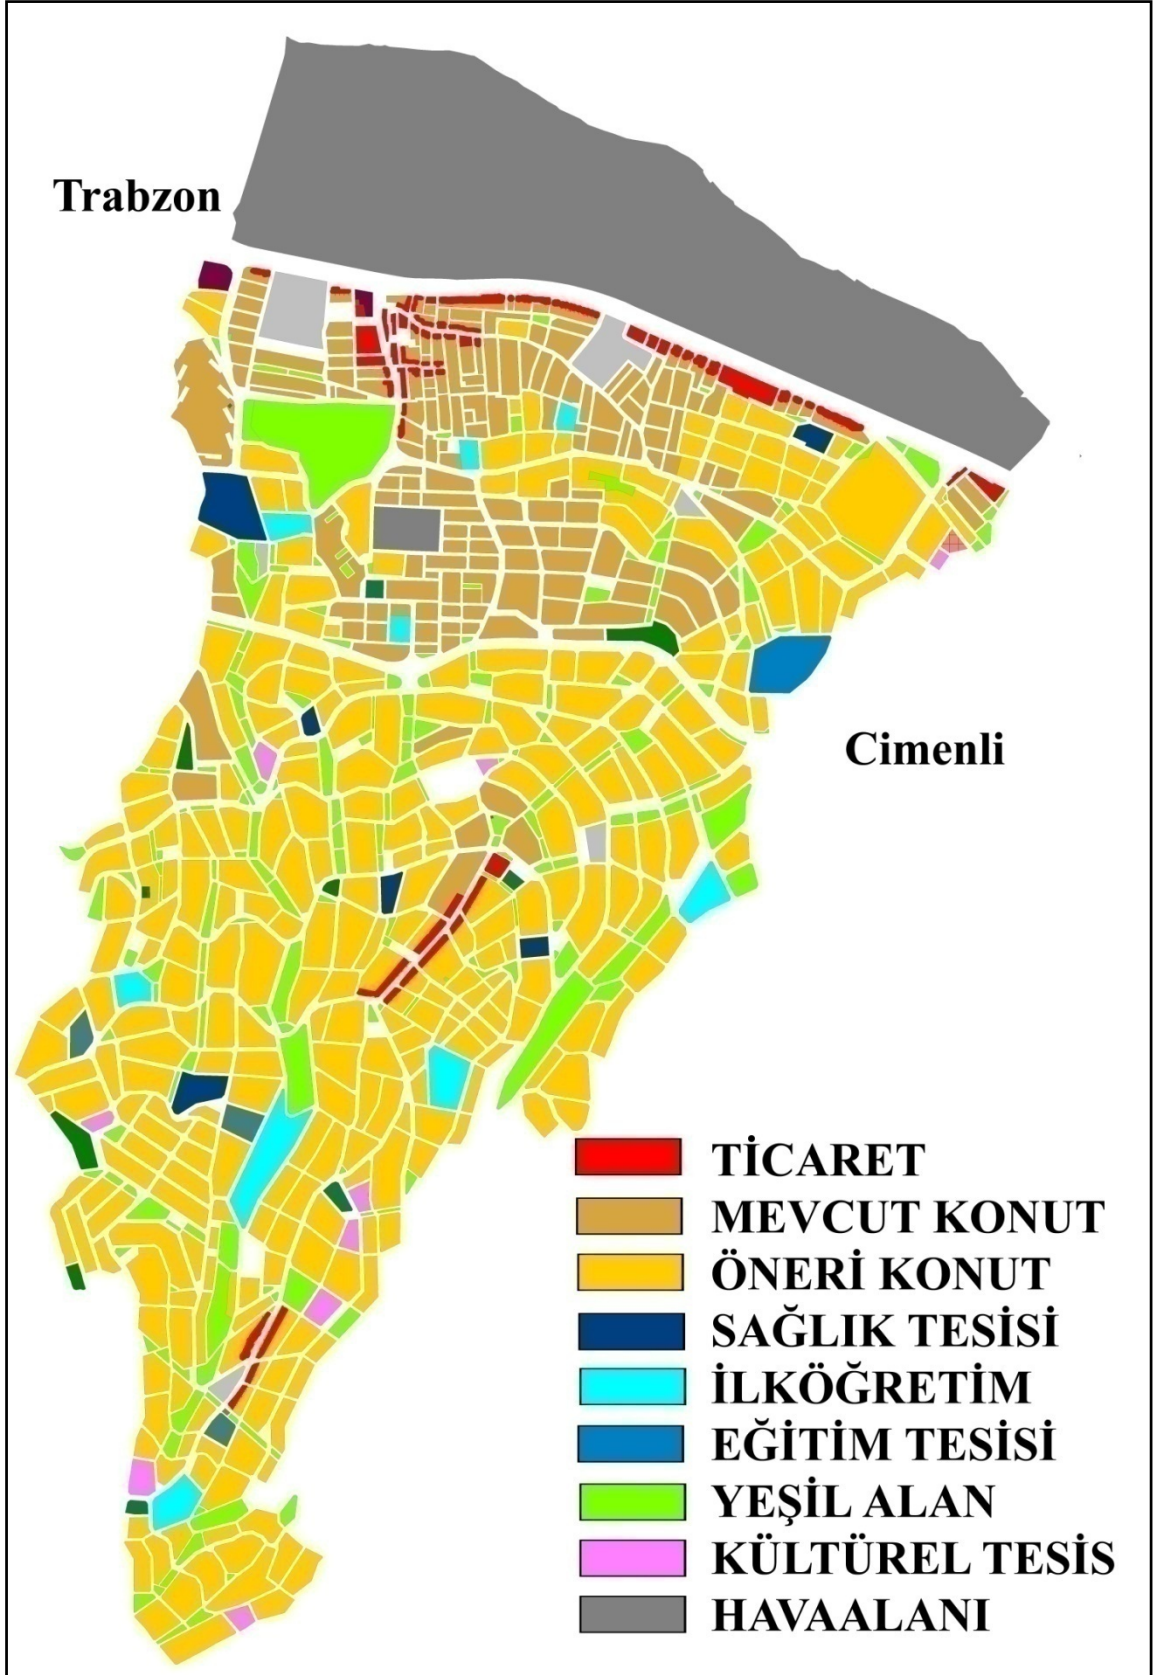 Trabzon
Cimenli
TİCARET
MEVCUT KONUT
ÖNERİ KONUT
SAĞLIK TESİSİ
İLKÖĞRETİM
EĞİTİM TESİSİ
YEŞİL ALAN
KÜLTÜREL TESİS
HAVAALANI